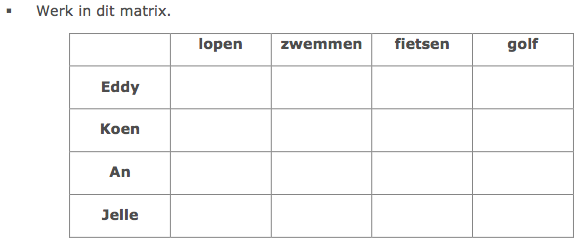 ▪ Werk in dit matrix.
lopen zwemmen fietsen golf
Eddy
Koen
An
Jelle